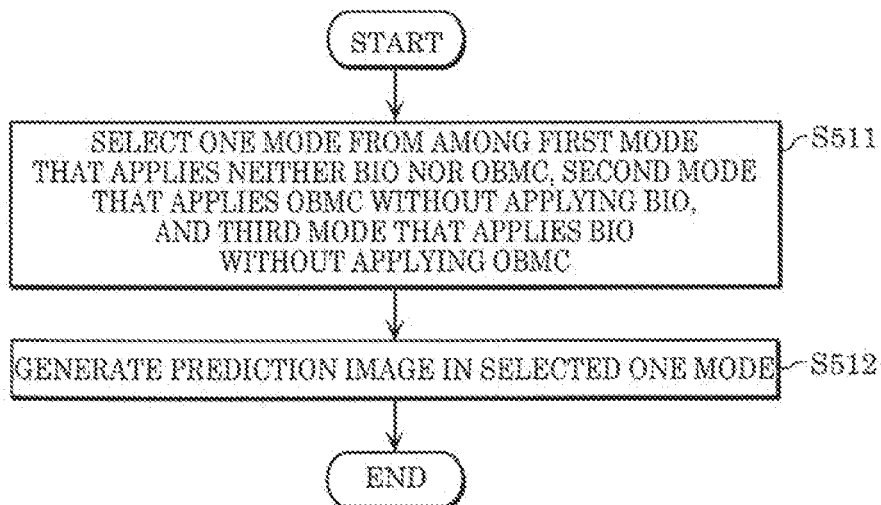 START
SELECT ONE MODE FROM AMONG FIRST MODE
THAT APPLIES NEITHER BIO NOR OBMC, SECOND MODE
THAT APPLIES OBMC WITHOUT APPLYING BIO,
AND THIRD MODE THAT APPLIES BIO
WITHOUT APPLYING OBMC
S511
GENERATE PREDICTION IMAGE IN SELECTED ONE MODE
S512
END